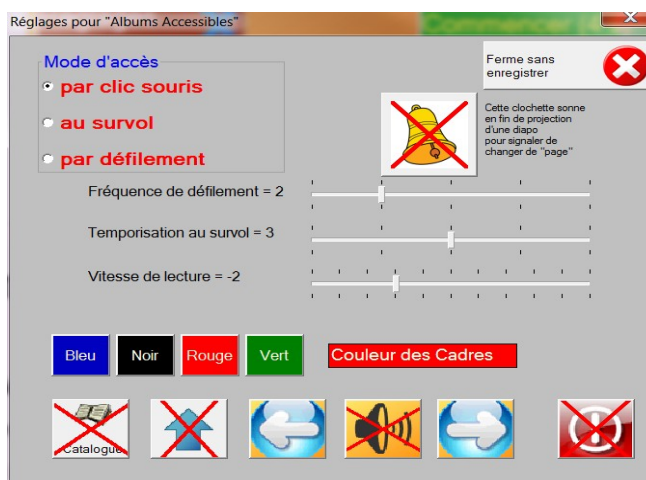 Réglages pour "Albums Accessibles"
Mode d'accès
par clic souris
au survol
par défilement
Ferme sans
enregistrer
Cette clochette sonne
en fin de projection
d'une diapo
pour signaler de
changer de "page"
Fréquence de défilement = 2
Temporisation au survol = 3
Vitesse de lecture = -2
Bleu
Noir
Rouge
Vert
Couleur des Cadres
Catalogue